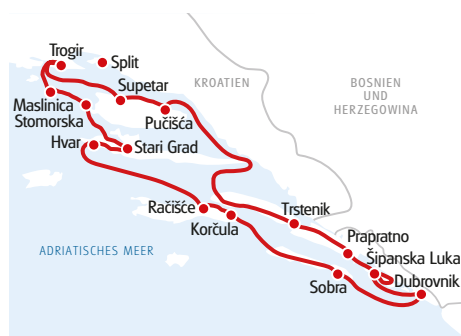 Trogir
Split
Supetar
KROATIEN
BOSNIEN
UND
HERZEGOWINA
Maslinica
Stomorska
Pučišća
Hvar
Stari Grad
Račišće
Korčula
Trstenik
Prapratno
ADRIATISCHES MEER
Šipanska Luka
Sobra
Dubrovnik